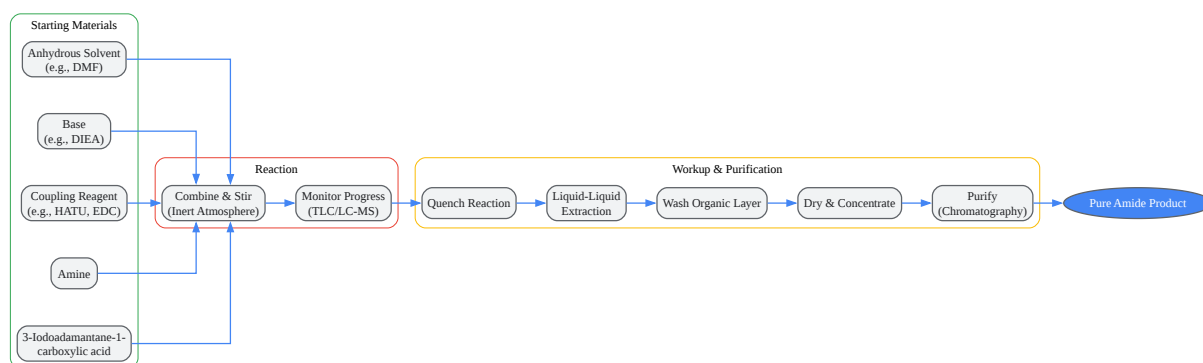 Starting Materials
Anhydrous Solvent
(e.g., DMF)
Base
(e.g., DIEA)
Coupling Reagent
(e.g., HATU, EDC)
Amine
3-Iodoadamantane-1-
carboxylic acid
Reaction
Combine & Stir
(Inert Atmosphere)
Monitor Progress
(TLC/LC-MS)
Workup & Purification
Quench Reaction
Liquid-Liquid
Extraction
Wash Organic Layer
Dry & Concentrate
Purify
(Chromatography)
Pure Amide Product